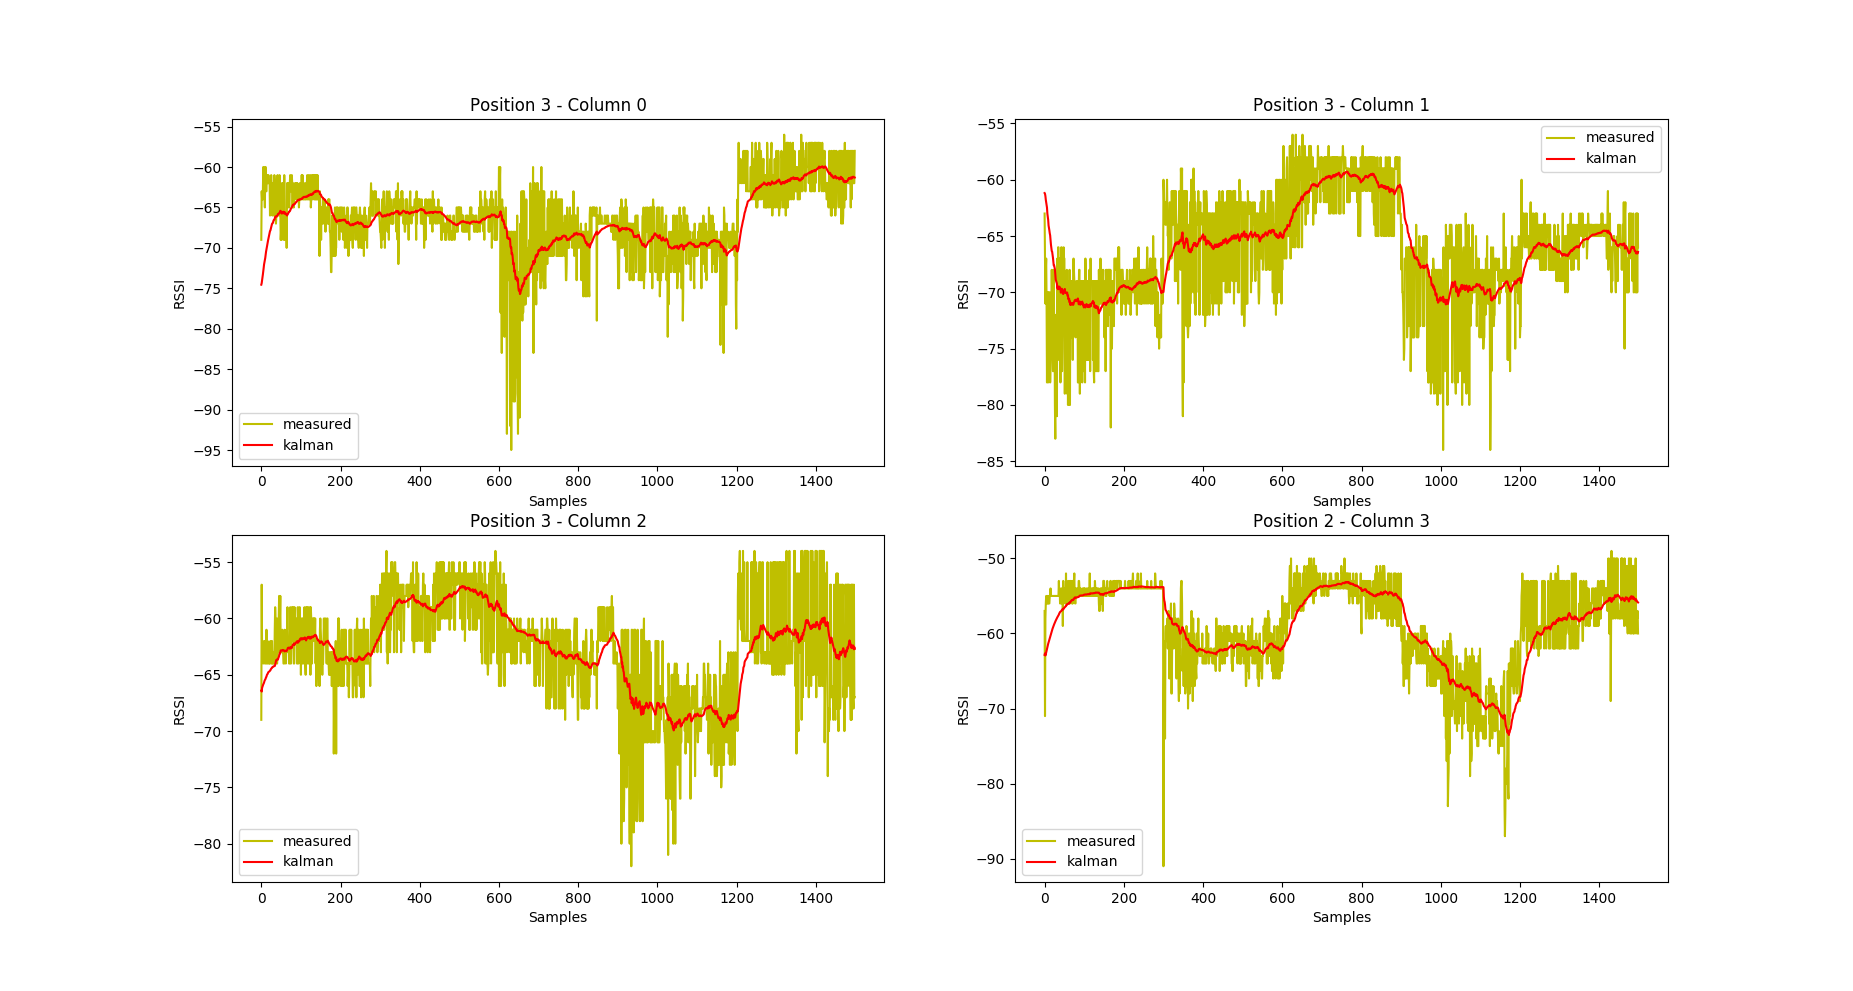 Position 3 - Column 0
−55
−60
−65
−70
−75
−80
−85
−90
−95
RSSI
measured
kalman
0 200 400 600 800 1000 1200 1400
Samples
Position 3 - Column 1
−55
−60
−65
−70
−75
−80
−85
RSSI
measured
kalman
0 200 400 600 800 1000 1200 1400
Samples
Position 3 - Column 2
−55
−60
−65
−70
−75
−80
RSSI
measured
kalman
0 200 400 600 800 1000 1200 1400
Samples
Position 2 - Column 3
−50
−60
−70
−80
−90
RSSI
measured
kalman
0 200 400 600 800 1000 1200 1400
Samples